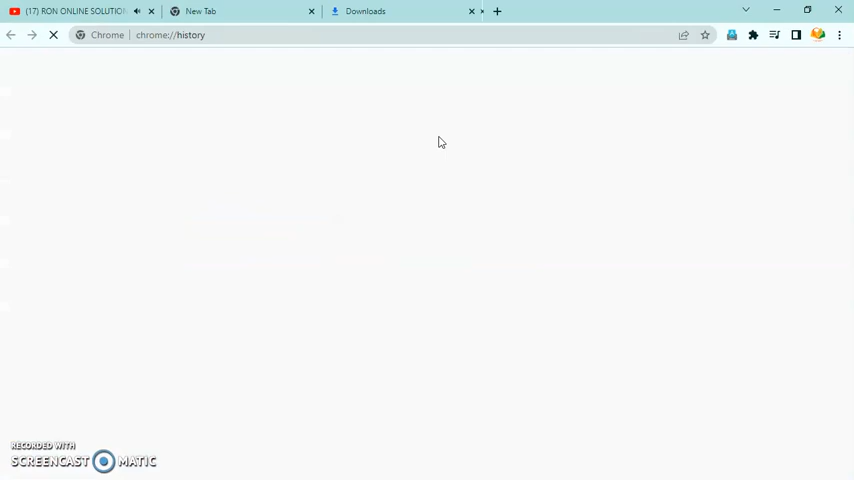 (17) RON ONLINE SOLUTION
New Tab
Downloads
Chrome
chrome://history
RECORDED WITH
SCREENCAST MATIC